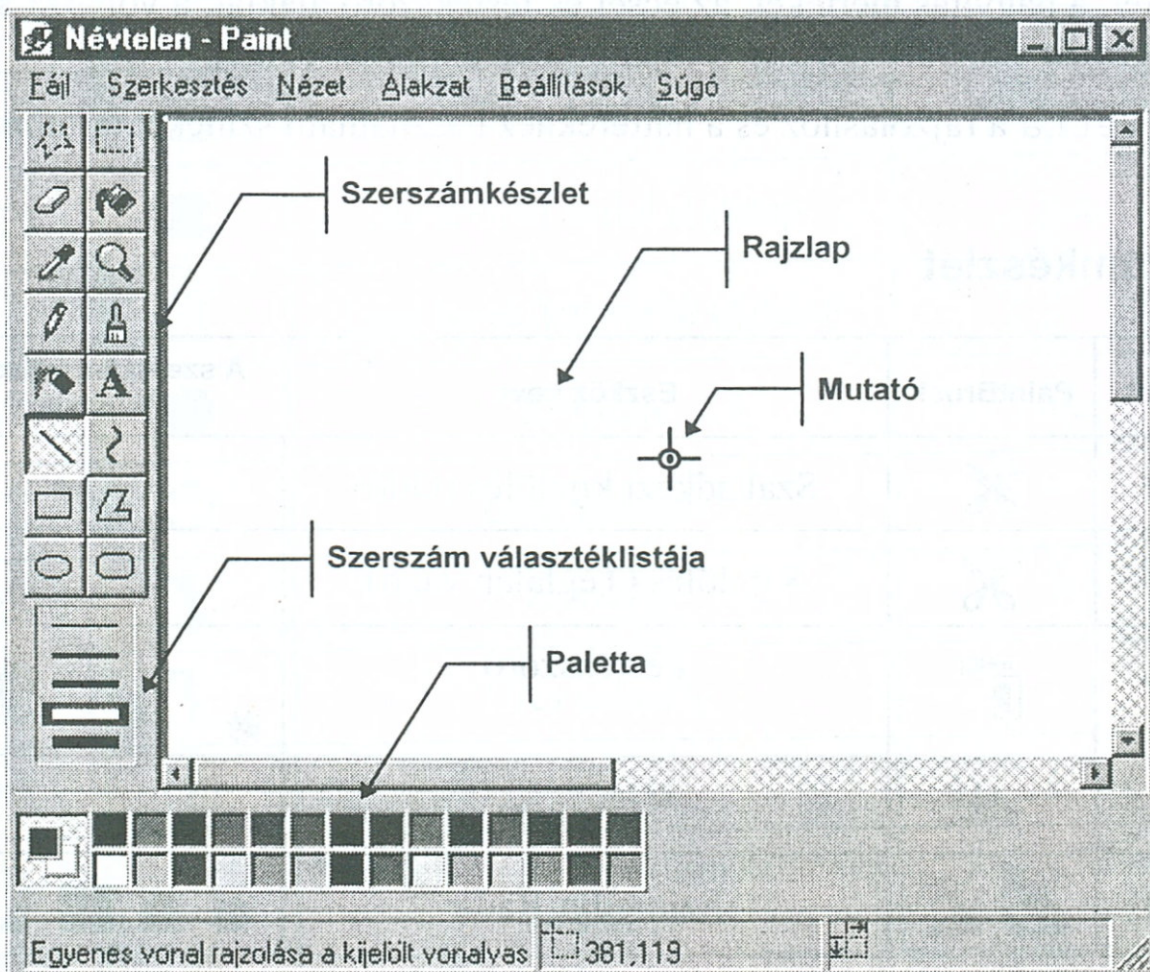 Névtelen - Paint
Fájl Szerkesztés Nézet Alakzat Beállítások Súgó
Szerszámkészlet
Rajzlap
Mutató
Szerszám választéklistája
Paletta
Egyenes vonal rajzolása a kijelölt vonalvas
381,119